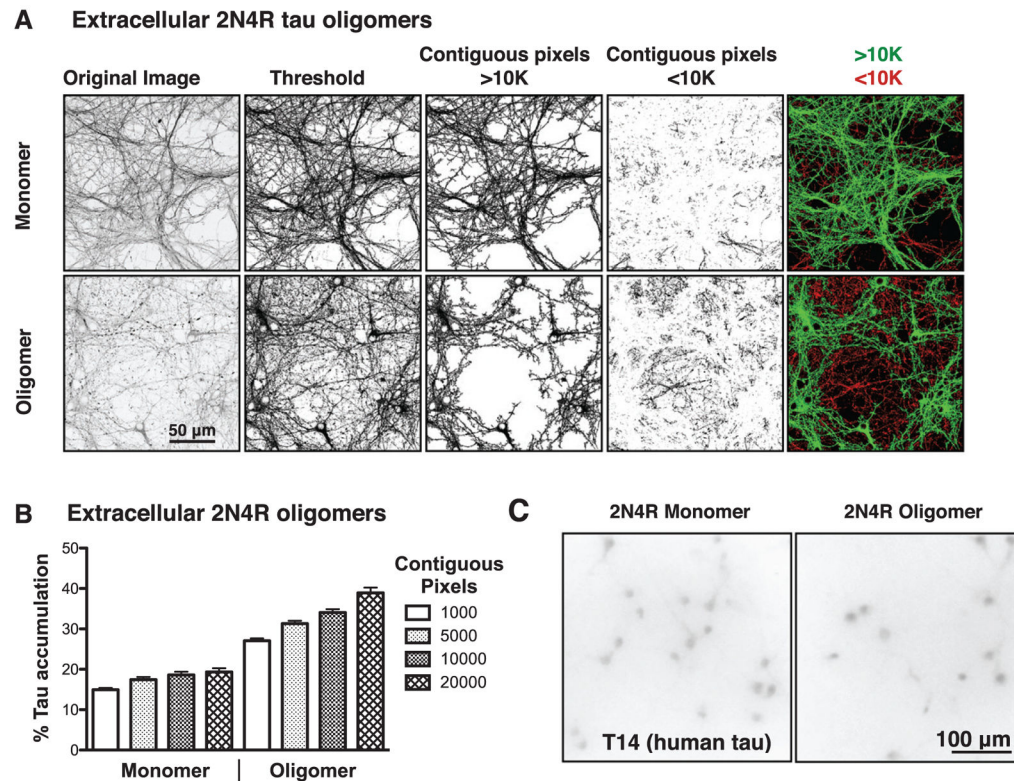 A Extracellular 2N4R tau oligomers
Original Image
Threshold
Contiguous pixels
>10K
Contiguous pixels
<10K
>10K
<10K
Monomer
Oligomer
50 µm
B Extracellular 2N4R oligomers
% Tau accumulation
50
40
30
20
10
0
Monomer | Oligomer
Contiguous
Pixels
1000
5000
10000
20000
C
2N4R Monomer
2N4R Oligomer
T14 (human tau)
100 µm